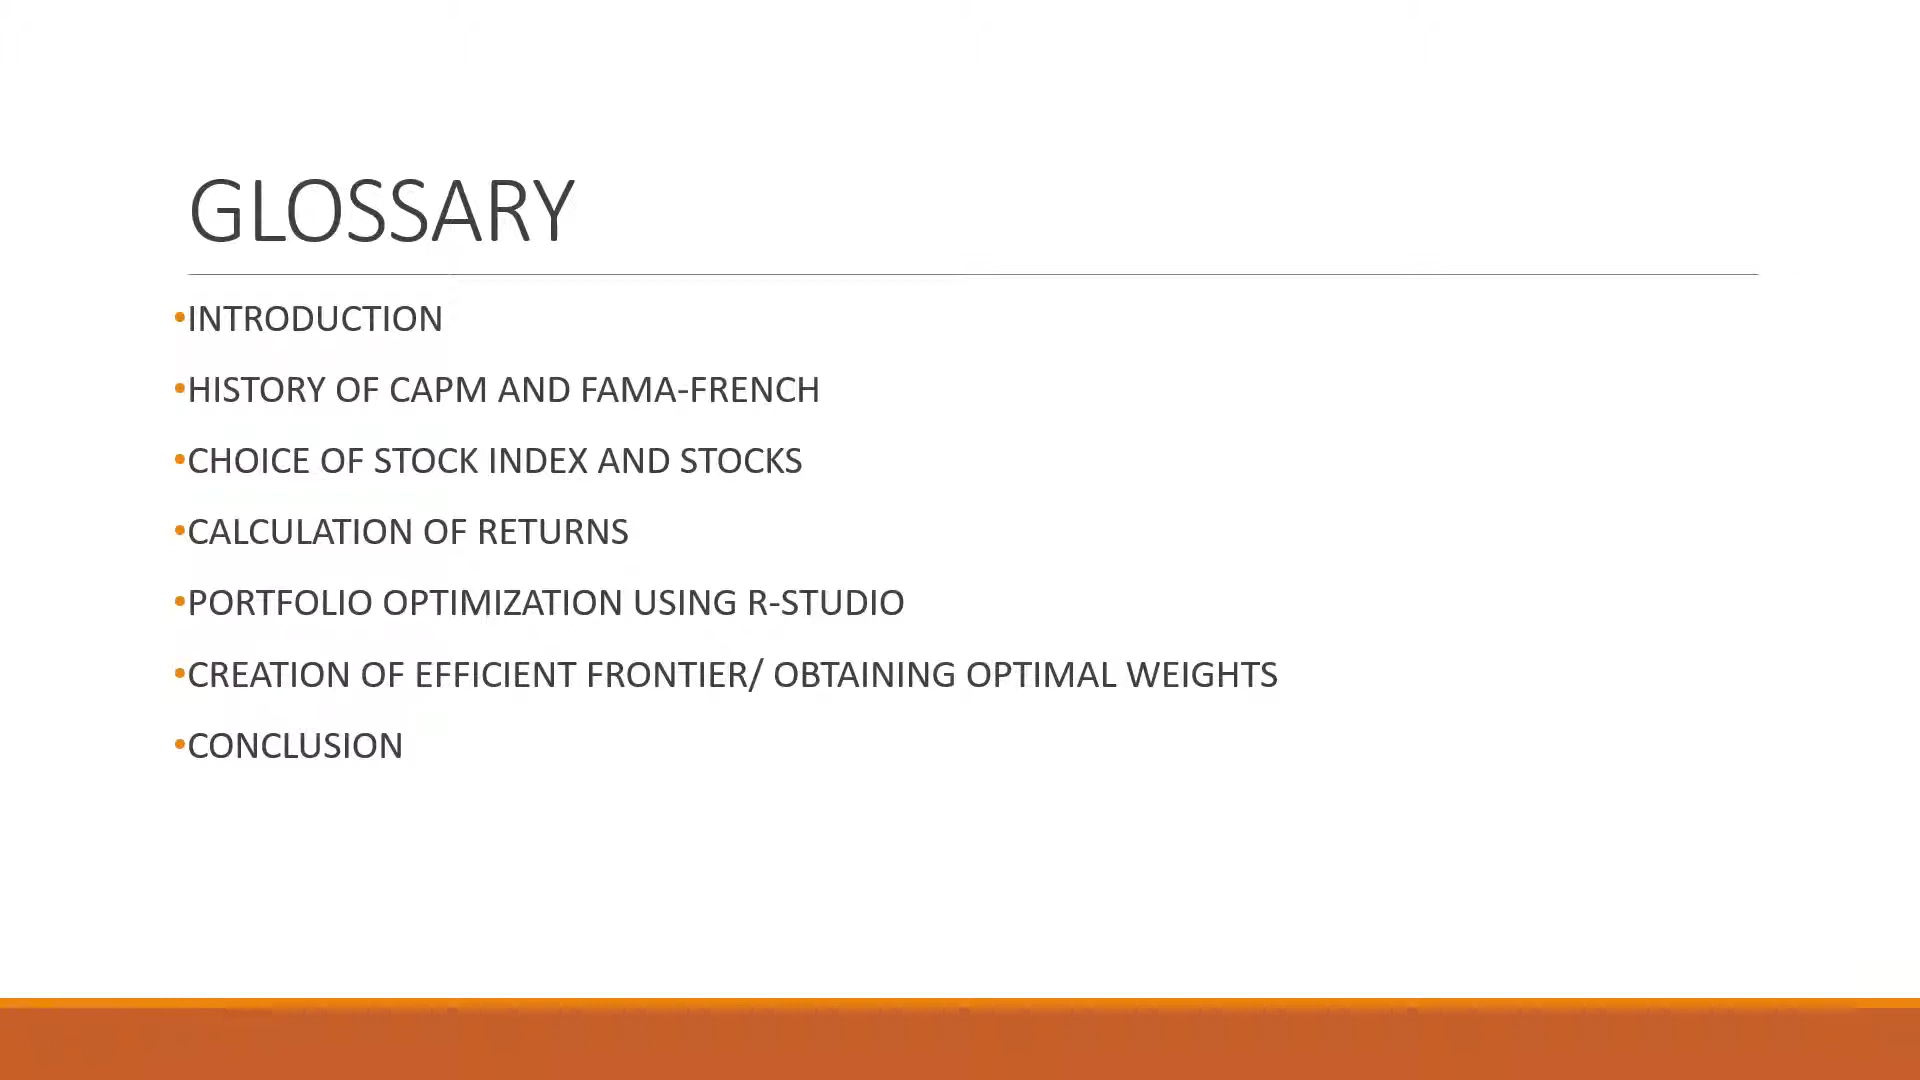 GLOSSARY
•INTRODUCTION
•HISTORY OF CAPM AND FAMA-FRENCH
•CHOICE OF STOCK INDEX AND STOCKS
•CALCULATION OF RETURNS
•PORTFOLIO OPTIMIZATION USING R-STUDIO
•CREATION OF EFFICIENT FRONTIER/ OBTAINING OPTIMAL WEIGHTS
•CONCLUSION